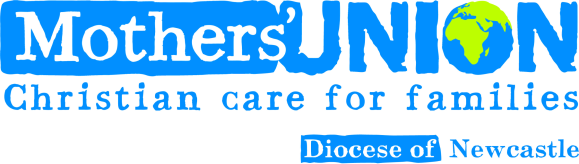 Mothers' UNION
Christian care for families
Diocese of Newcastle